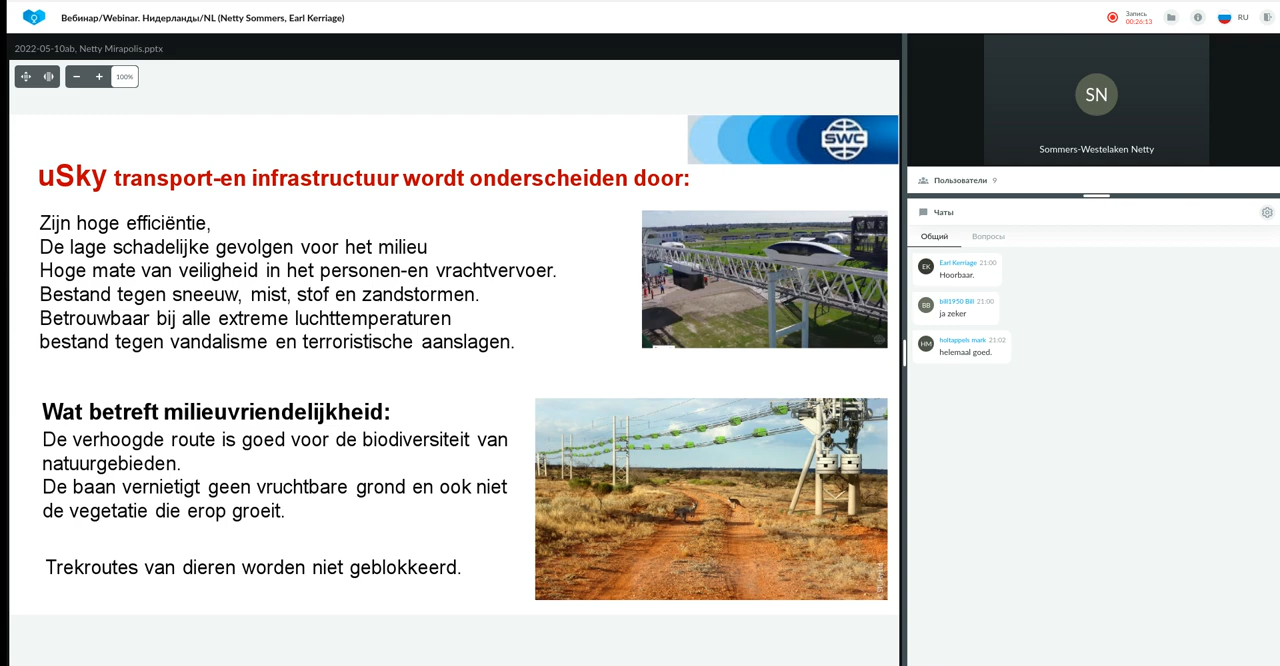 Вебинар/Webinar. Нидерланды/NL (Netty Sommers, Earl Kerriage)
Запись
00:26:13
RU
2022-05-10ab, Netty Mirapolis.pptx
100%
SWC
uSky transport-en infrastructuur wordt onderscheiden door:
Zijn hoge efficiëntie,
De lage schadelijke gevolgen voor het milieu
Hoge mate van veiligheid in het personen-en vrachtvervoer.
Bestand tegen sneeuw, mist, stof en zandstormen.
Betrouwbaar bij alle extreme luchttemperaturen
bestand tegen vandalisme en terroristische aanslagen.
Wat betreft milieuvriendelijkheid:
De verhoogde route is goed voor de biodiversiteit van
natuurgebieden.
De baan vernietigt geen vruchtbare grond en ook niet
de vegetatie die erop groeit.
Trekroutes van dieren worden niet geblokkeerd.
SN
Sommers-Westelaken Netty
Пользователи 9
Чаты
Общий Вопросы
EK
Earl Kerriage 21:00
Hoorbaar.
BB
bill1950 Bill 21:00
ja zeker
HM
holtappels mark 21:02
helemaal goed.